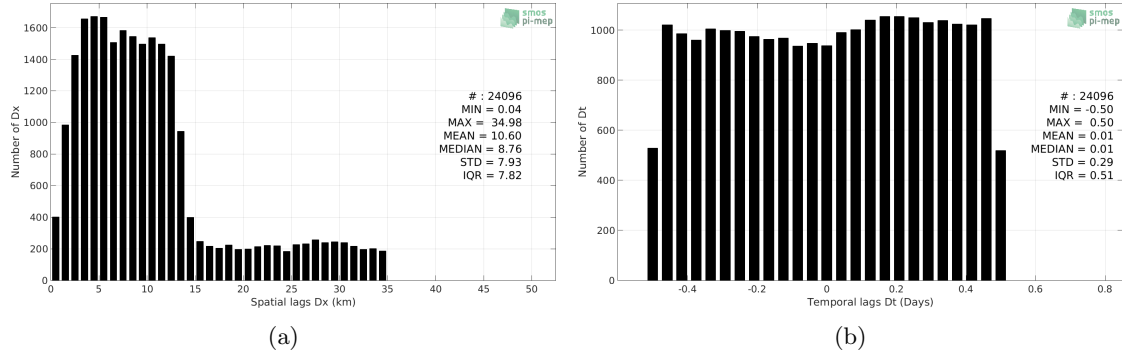 smos
pi-mep
1600
1400
1200
1000
800
600
400
200
0
Number of Dx
# : 24096
MIN = 0.04
MAX = 34.98
MEAN = 10.60
MEDIAN = 8.76
STD = 7.93
IQR = 7.82
0 5 10 15 20 25 30 35 40 45 50
Spatial lags Dx (km)
(a)
smos
pi-mep
1000
800
600
400
200
0
Number of Dt
# : 24096
MIN = -0.50
MAX = 0.50
MEAN = 0.01
MEDIAN = 0.01
STD = 0.29
IQR = 0.51
-0.4 -0.2 0 0.2 0.4 0.6 0.8
Temporal lags Dt (Days)
(b)